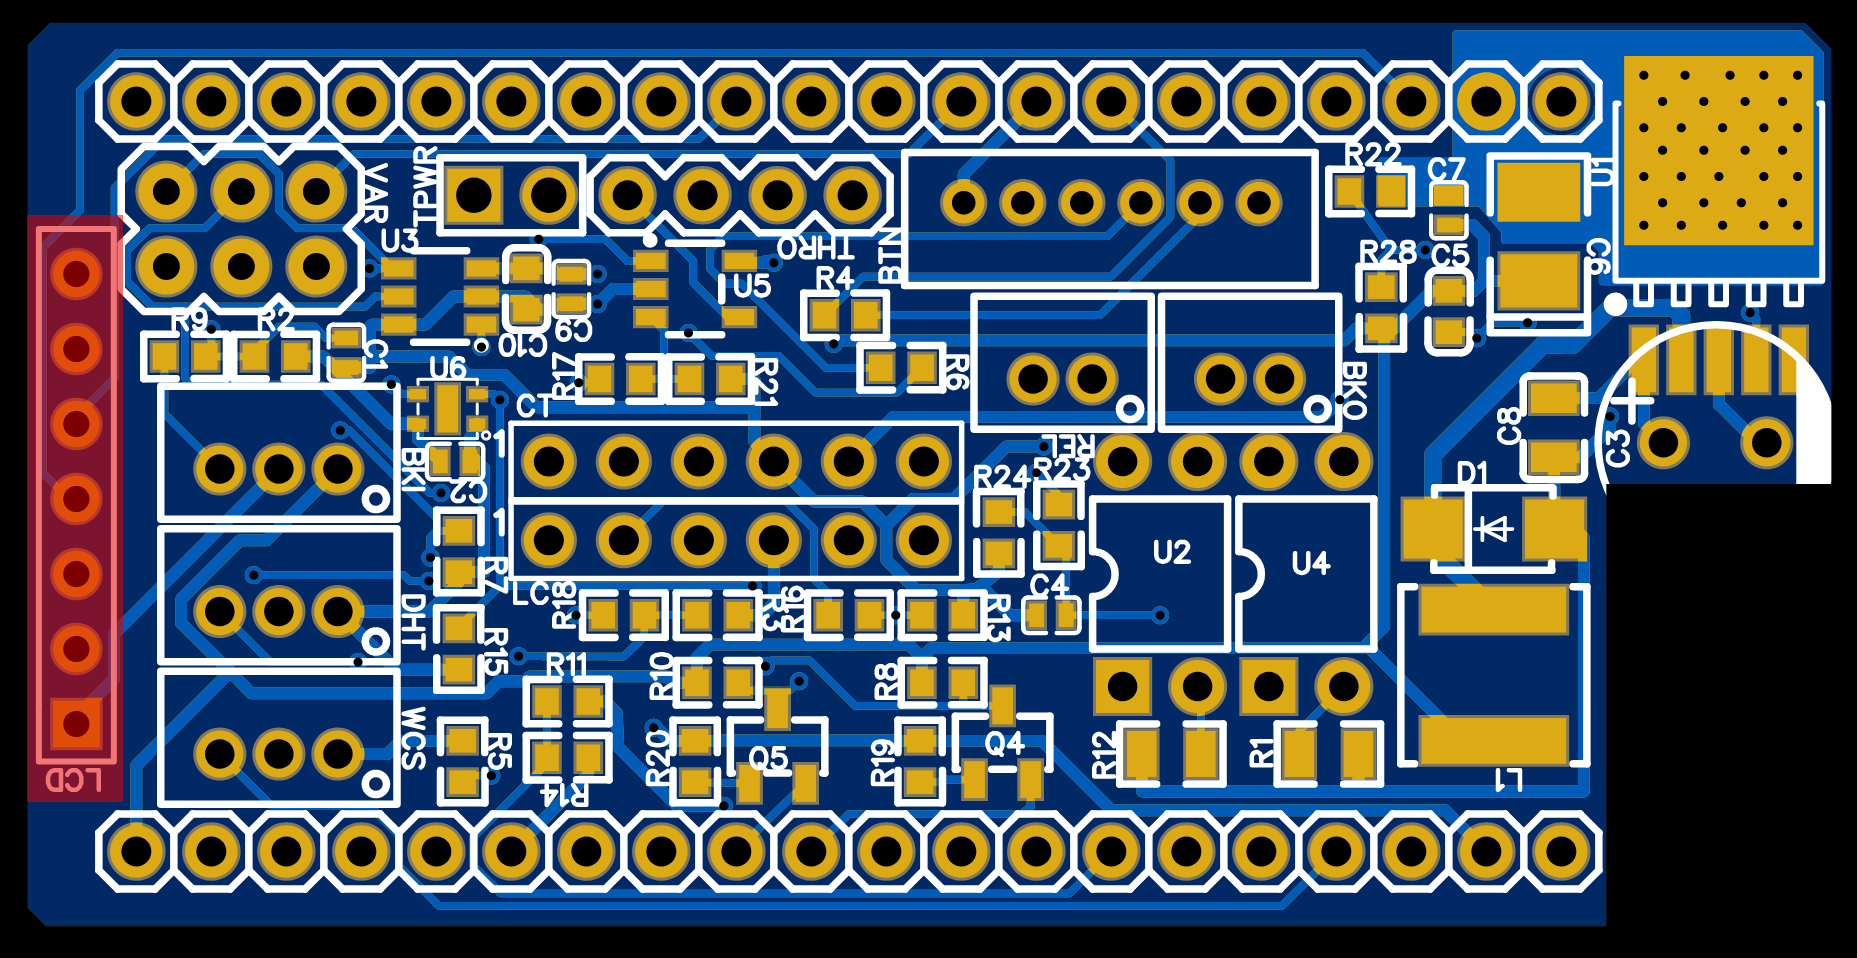 R22
C7
U1
VAR
TPWR
U3
THRO
BTN
R28
C5
C6
U5
R4
R9
R2
C1
C10
C9
U6
R17
R21
R6
BKO
CT
1
C8
C3
REL
BKI
C2
R24
R23
D1
1
R7
U2
U4
LC
R18
R3
R16
R13
C4
DHT
R15
R11
R10
R8
WCS
R5
R14
R20
Q5
R19
Q4
R12
R1
L1
LCD